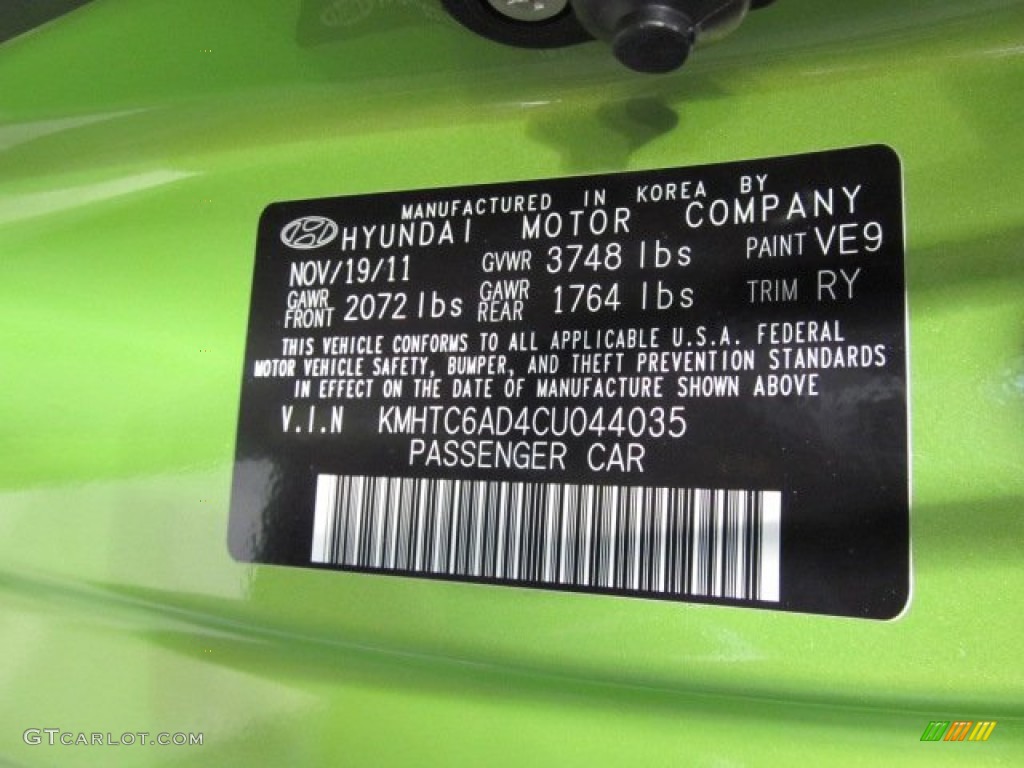 MANUFACTURED IN KOREA BY
HYUNDAI MOTOR COMPANY
NOV/19/11 GVWR 3748 lbs PAINT VE9
GAWR FRONT 2072 lbs GAWR REAR 1764 lbs TRIM RY
THIS VEHICLE CONFORMS TO ALL APPLICABLE U.S.A. FEDERAL
MOTOR VEHICLE SAFETY, BUMPER, AND THEFT PREVENTION STANDARDS
IN EFFECT ON THE DATE OF MANUFACTURE SHOWN ABOVE
V.I.N KMHTC6AD4CU044035
PASSENGER CAR
GTCARLOT.COM